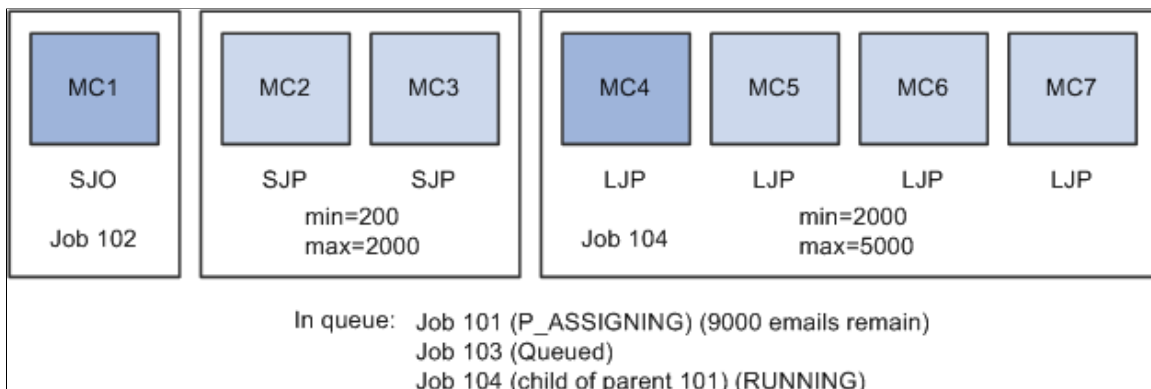 MC1 MC2 MC3 MC4 MC5 MC6 MC7
SJO SJP SJP LJP LJP LJP LJP
Job 102
min=200
max=2000
Job 104
min=2000
max=5000
In queue: Job 101 (P_ASSIGNING) (9000 emails remain)
Job 103 (Queued)
Job 104 (child of parent 101) (RUNNING)